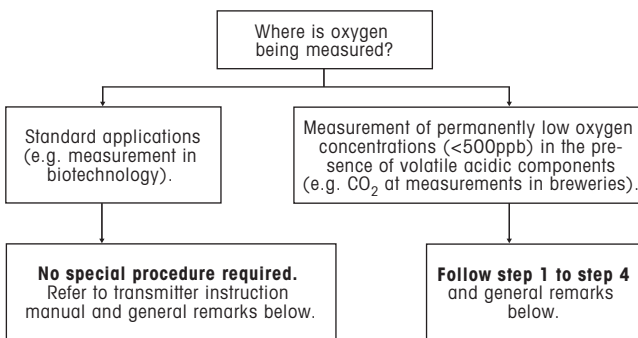 Where is oxygen
being measured?
Standard applications
(e.g. measurement in
biotechnology).
Measurement of permanently low oxygen
concentrations (<500ppb) in the pre-
sence of volatile acidic components
(e.g. CO₂ at measurements in breweries).
No special procedure required.
Refer to transmitter instruction
manual and general remarks below.
Follow step 1 to step 4
and general remarks
below.